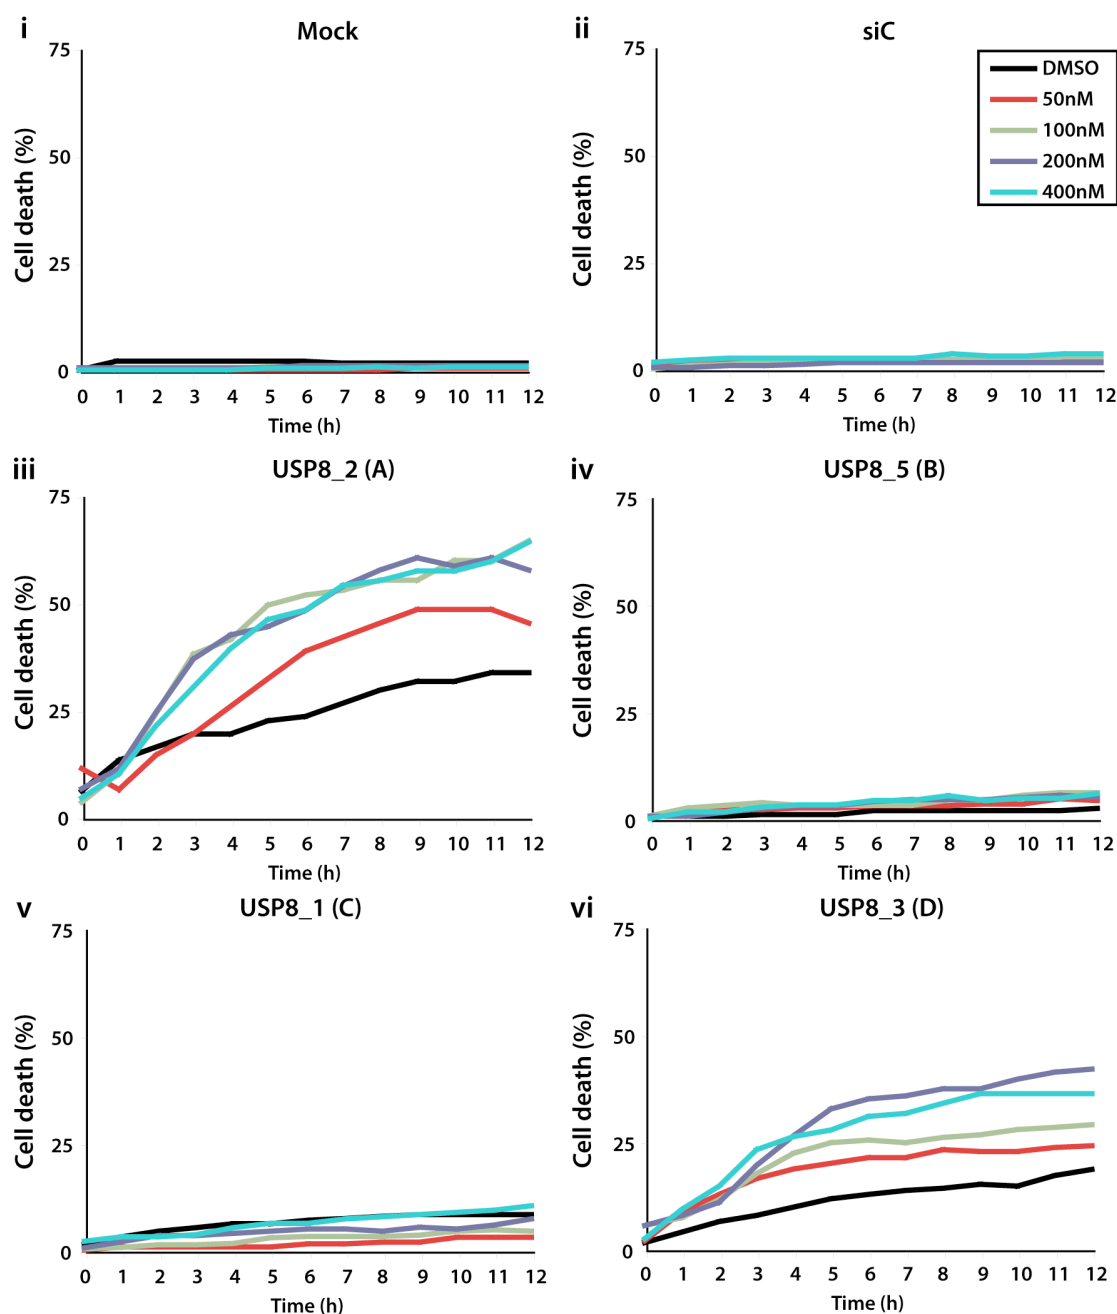 i Mock
75
50
25
0
Cell death (%)
0 1 2 3 4 5 6 7 8 9 10 11 12
Time (h)
ii siC
75
50
25
0
Cell death (%)
0 1 2 3 4 5 6 7 8 9 10 11 12
Time (h)
DMSO
50nM
100nM
200nM
400nM
iii USP8_2 (A)
75
50
25
0
Cell death (%)
0 1 2 3 4 5 6 7 8 9 10 11 12
Time (h)
iv USP8_5 (B)
75
50
25
0
Cell death (%)
0 1 2 3 4 5 6 7 8 9 10 11 12
Time (h)
v USP8_1 (C)
75
50
25
0
Cell death (%)
0 1 2 3 4 5 6 7 8 9 10 11 12
Time (h)
vi USP8_3 (D)
75
50
25
0
Cell death (%)
0 1 2 3 4 5 6 7 8 9 10 11 12
Time (h)